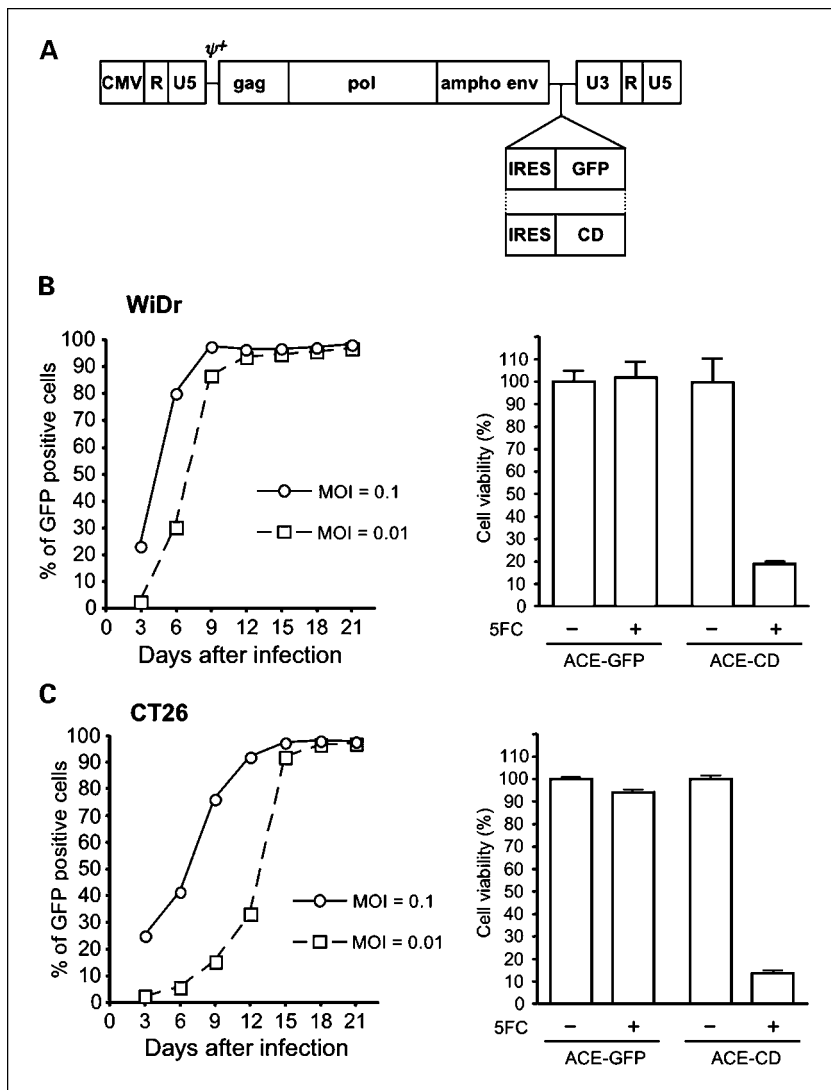 A
ψ+
CMV R U5 gag pol ampho env U3 R U5
IRES GFP
IRES CD
B
WiDr
% of GFP positive cells
100
90
80
70
60
50
40
30
20
10
0
0 3 6 9 12 15 18 21
Days after infection
MOI = 0.1
MOI = 0.01
Cell viability (%)
110
100
90
80
70
60
50
40
30
20
10
0
5FC − + − +
ACE-GFP ACE-CD
C
CT26
% of GFP positive cells
100
90
80
70
60
50
40
30
20
10
0
0 3 6 9 12 15 18 21
Days after infection
MOI = 0.1
MOI = 0.01
Cell viability (%)
110
100
90
80
70
60
50
40
30
20
10
0
5FC − + − +
ACE-GFP ACE-CD